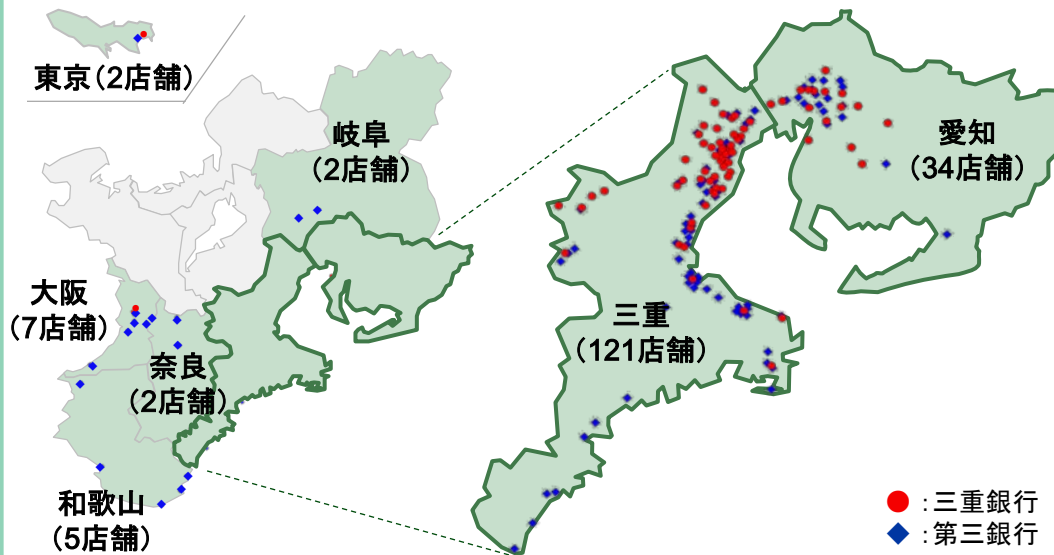 東京(2店舗)
岐阜
(2店舗)
愛知
(34店舗)
大阪
(7店舗)
三重
(121店舗)
奈良
(2店舗)
和歌山
(5店舗)
:三重銀行
:第三銀行